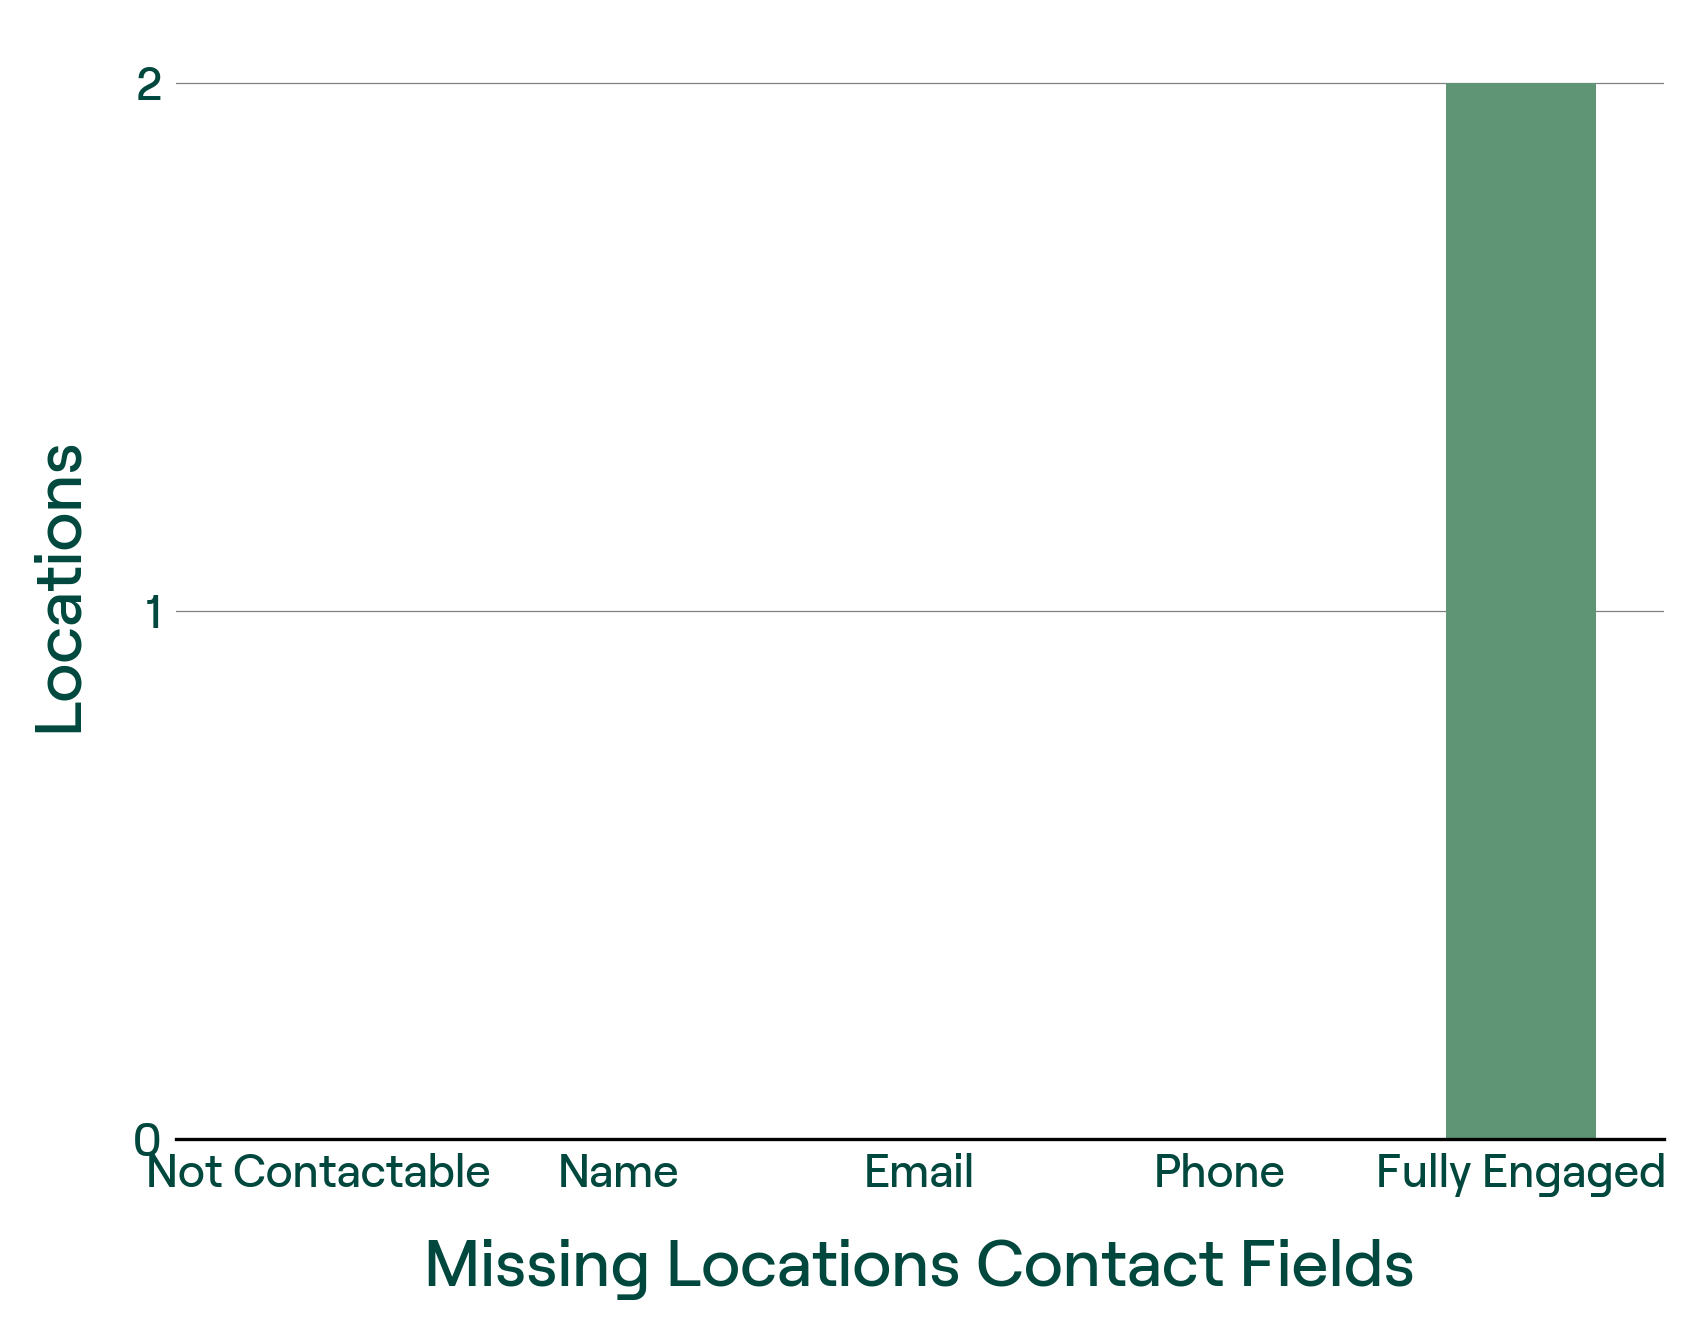 2
1
0
Locations
Not Contactable Name Email Phone Fully Engaged
Missing Locations Contact Fields